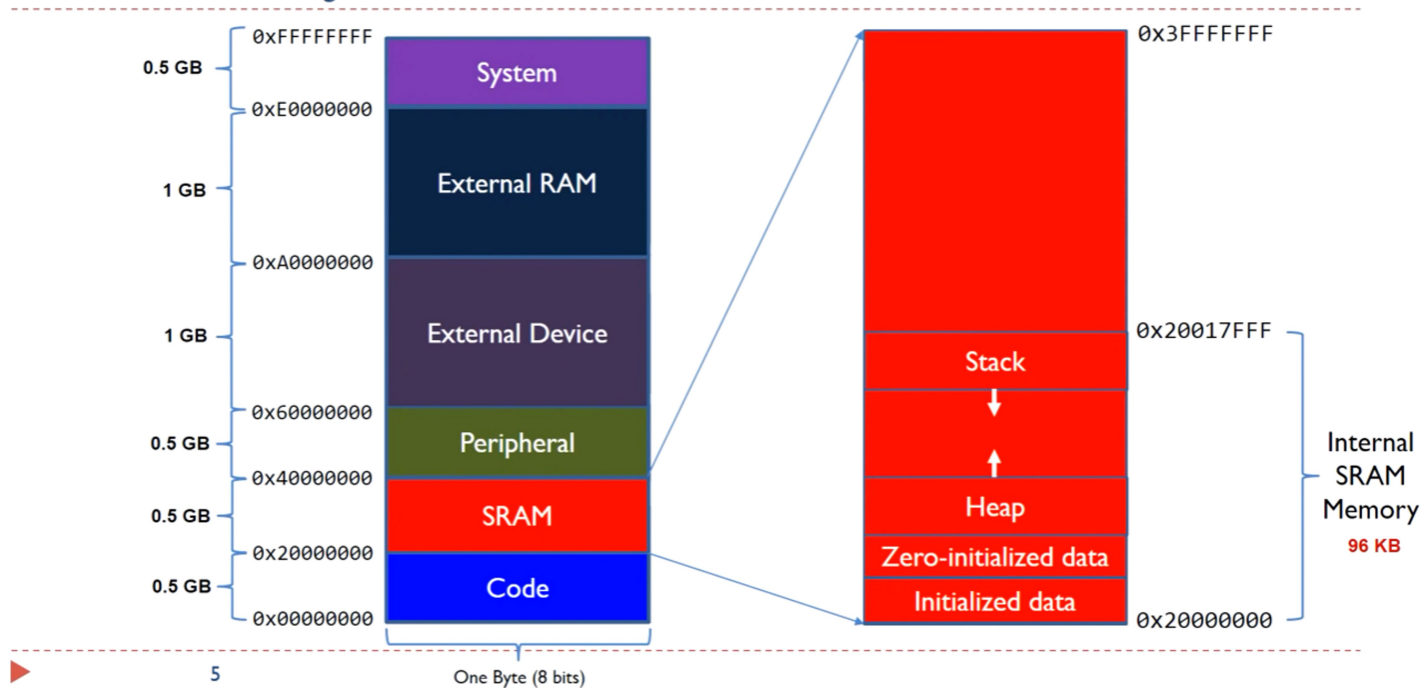 0xFFFFFFFF
0.5 GB
System
0xE0000000
1 GB
External RAM
0xA0000000
1 GB
External Device
0x60000000
0.5 GB
Peripheral
0x40000000
0.5 GB
SRAM
0x20000000
0.5 GB
Code
0x00000000
One Byte (8 bits)
0x3FFFFFFF
0x20017FFF
Stack
Heap
Zero-initialized data
Initialized data
0x20000000
Internal
SRAM
Memory
96 KB
5